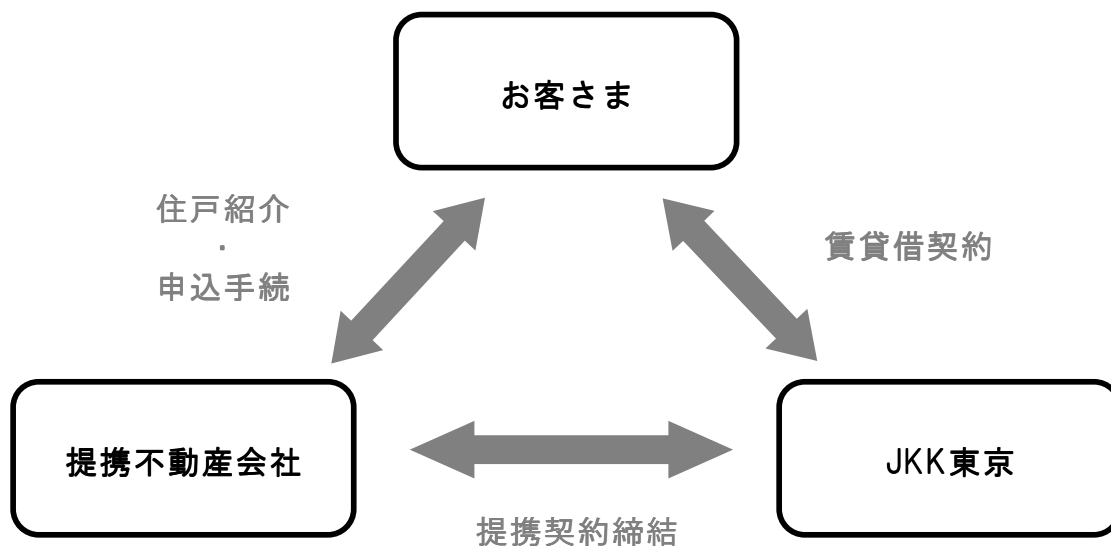 お客さま
住戸紹介
・
申込手続
賃貸借契約
提携不動産会社
JKK東京
提携契約締結